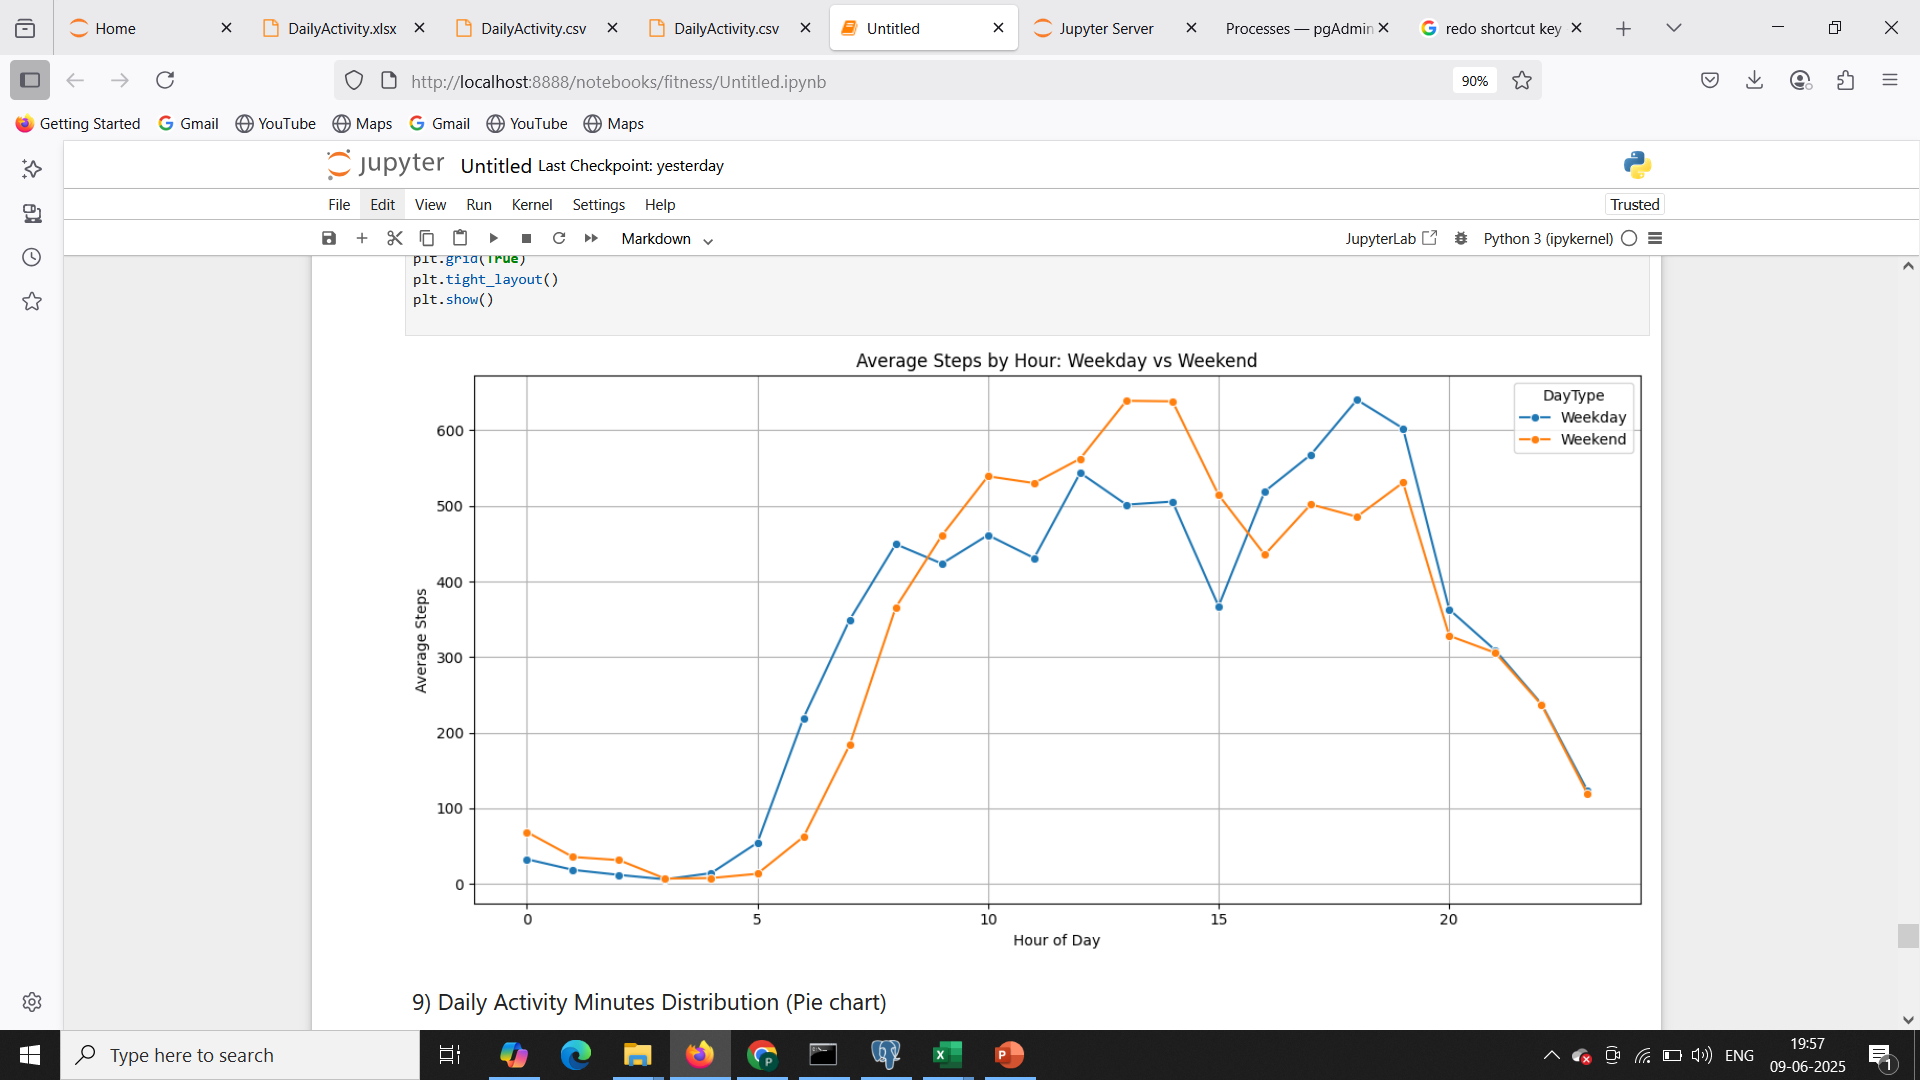 Home
DailyActivity.xlsx
DailyActivity.csv
DailyActivity.csv
Untitled
Jupyter Server
Processes — pgAdmin
redo shortcut key
http://localhost:8888/notebooks/fitness/Untitled.ipynb
90%
Getting Started
Gmail
YouTube
Maps
Gmail
YouTube
Maps
jupyter
Untitled Last Checkpoint: yesterday
File Edit View Run Kernel Settings Help
Trusted
Markdown
JupyterLab
Python 3 (ipykernel)
plt.grid(True)
plt.tight_layout()
plt.show()
Average Steps by Hour: Weekday vs Weekend
DayType
Weekday
Weekend
600
500
400
300
200
100
0
Average Steps
0 5 10 15 20
Hour of Day
9) Daily Activity Minutes Distribution (Pie chart)
Type here to search
P
X
P
ENG
19:57
09-06-2025
1